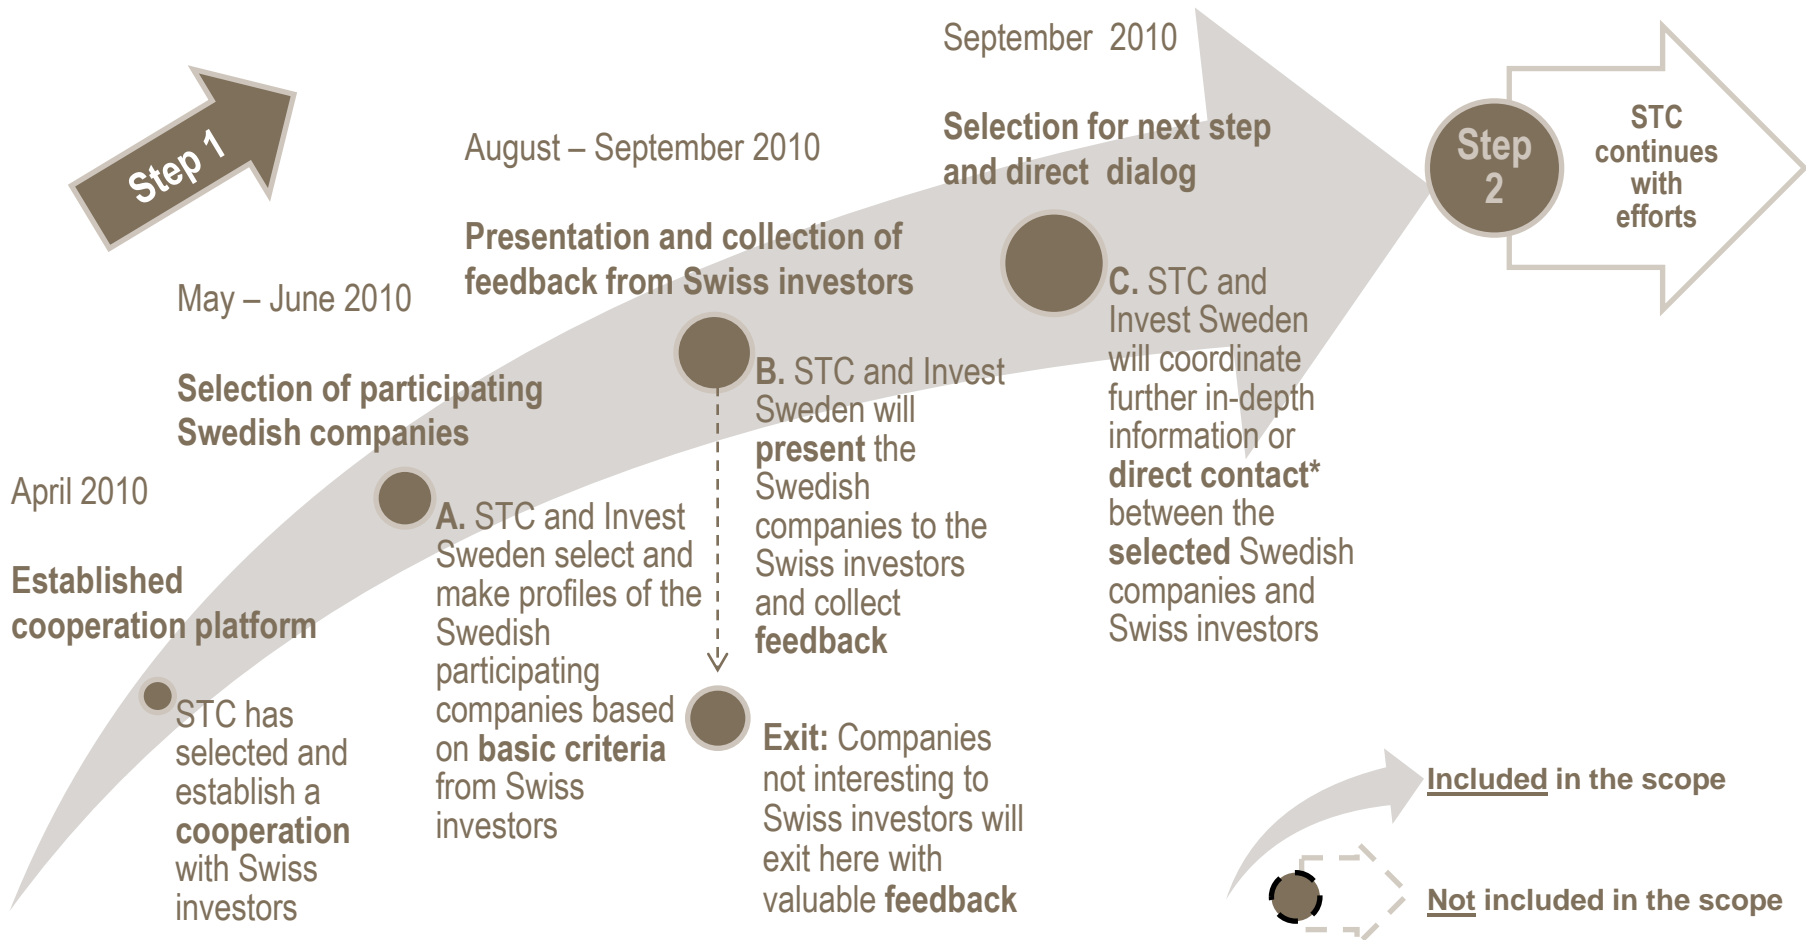 Step 1
April 2010
Established
cooperation platform
STC has
selected and
establish a
cooperation
with Swiss
investors
May – June 2010
Selection of participating
Swedish companies
A. STC and Invest
Sweden select and
make profiles of the
Swedish
participating
companies based
on basic criteria
from Swiss
investors
August – September 2010
Presentation and collection of
feedback from Swiss investors
B. STC and Invest
Sweden will
present the
Swedish
companies to the
Swiss investors
and collect
feedback
Exit: Companies
not interesting to
Swiss investors will
exit here with
valuable feedback
September 2010
Selection for next step
and direct dialog
C. STC and
Invest Sweden
will coordinate
further in-depth
information or
direct contact*
between the
selected Swedish
companies and
Swiss investors
Step
2
STC
continues
with
efforts
Included in the scope
Not included in the scope